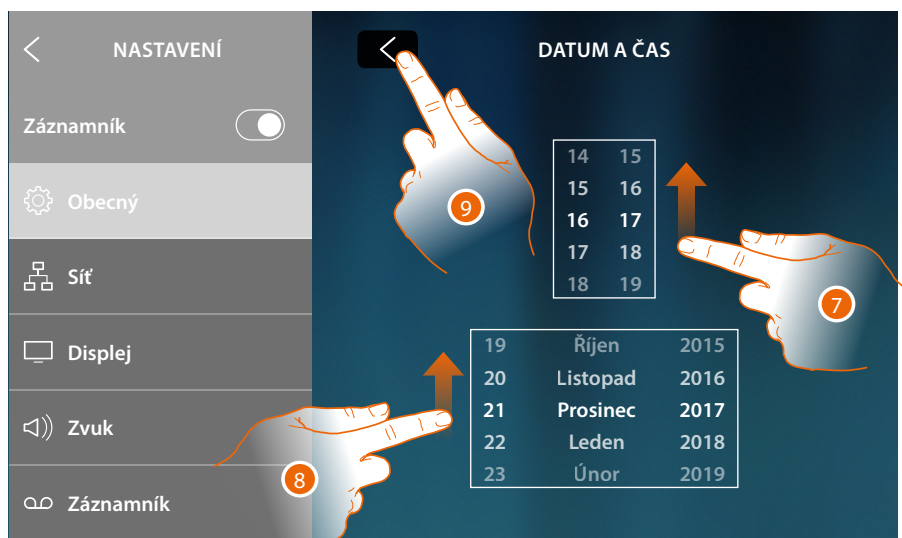 NASTAVENÍ
Záznamník
Obecný
Síť
Displej
Zvuk
Záznamník
DATUM A ČAS
14 15
15 16
16 17
17 18
18 19
9
7
19 Říjen 2015
20 Listopad 2016
21 Prosinec 2017
22 Leden 2018
23 Únor 2019
8